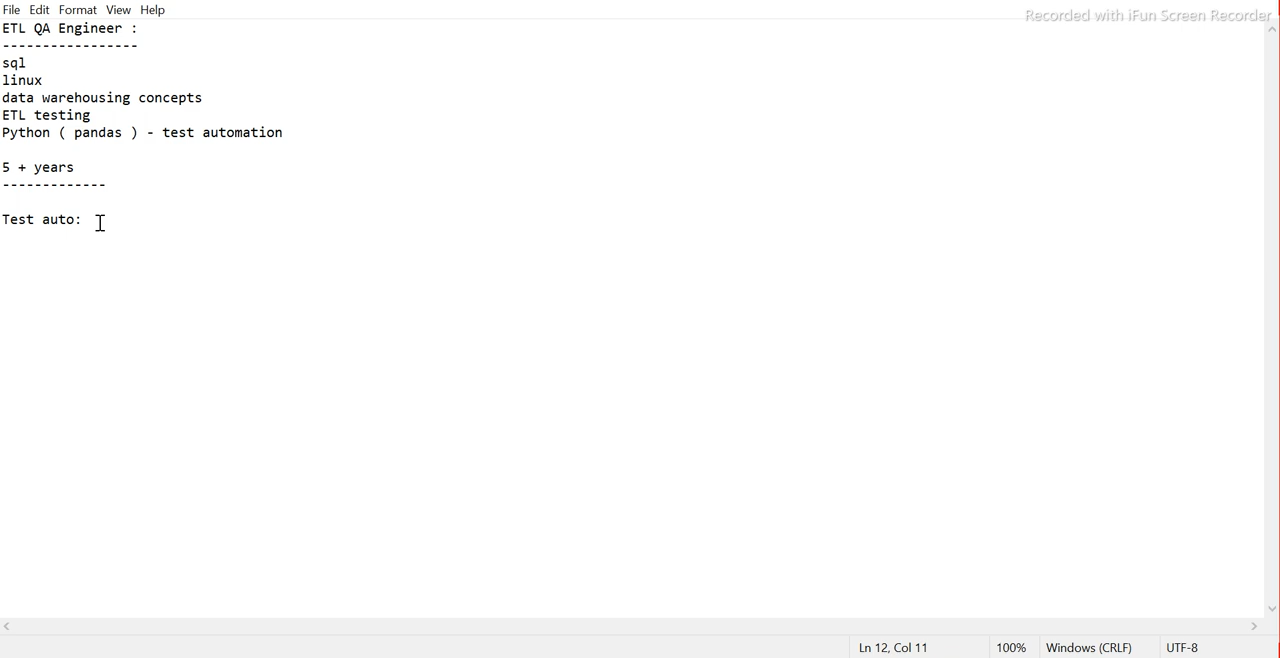 File Edit Format View Help
Recorded with iFun Screen Recorder
ETL QA Engineer :
-----------------
sql
linux
data warehousing concepts
ETL testing
Python ( pandas ) - test automation
5 + years
-------------
Test auto:
Ln 12, Col 11 100% Windows (CRLF) UTF-8